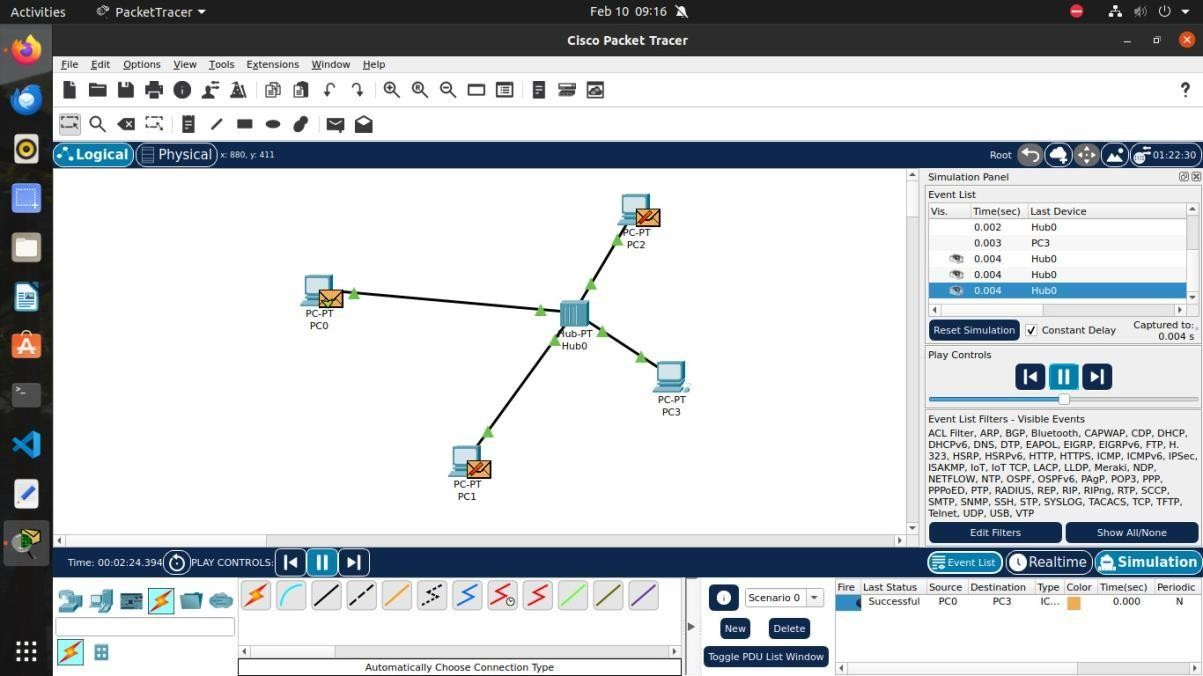 Activities PacketTracer Feb 10 09:16
Cisco Packet Tracer
File Edit Options View Tools Extensions Window Help
?
Logical Physical x: 880, y: 411 Root 01:22:30
PC-PT
PC2
PC-PT
PC0
Hub-PT
Hub0
PC-PT
PC3
PC-PT
PC1
Simulation Panel
Event List
Vis. Time(sec) Last Device
0.002 Hub0
0.003 PC3
0.004 Hub0
0.004 Hub0
0.004 Hub0
Reset Simulation Constant Delay Captured to:
0.004 s
Play Controls
Event List Filters - Visible Events
ACL Filter, ARP, BGP, Bluetooth, CAPWAP, CDP, DHCP,
DHCPv6, DNS, DTP, EAPOL, EIGRP, EIGRPv6, FTP, H.
323, HSRP, HSRPv6, HTTP, HTTPS, ICMP, ICMPv6, IPSec,
ISAKMP, IoT, IoT TCP, LACP, LLDP, Meraki, NDP,
NETFLOW, NTP, OSPF, OSPFv6, PAgP, POP3, PPP,
PPPoED, PTP, RADIUS, REP, RIP, RIPng, RTP, SCCP,
SMTP, SNMP, SSH, STP, SYSLOG, TACACS, TCP, TFTP,
Telnet, UDP, USB, VTP
Edit Filters Show All/None
Time: 00:02:24.394 PLAY CONTROLS: Event List Realtime Simulation
Scenario 0
New Delete
Toggle PDU List Window
Fire Last Status Source Destination Type Color Time(sec) Periodic
Successful PC0 PC3 IC... 0.000 N
Automatically Choose Connection Type